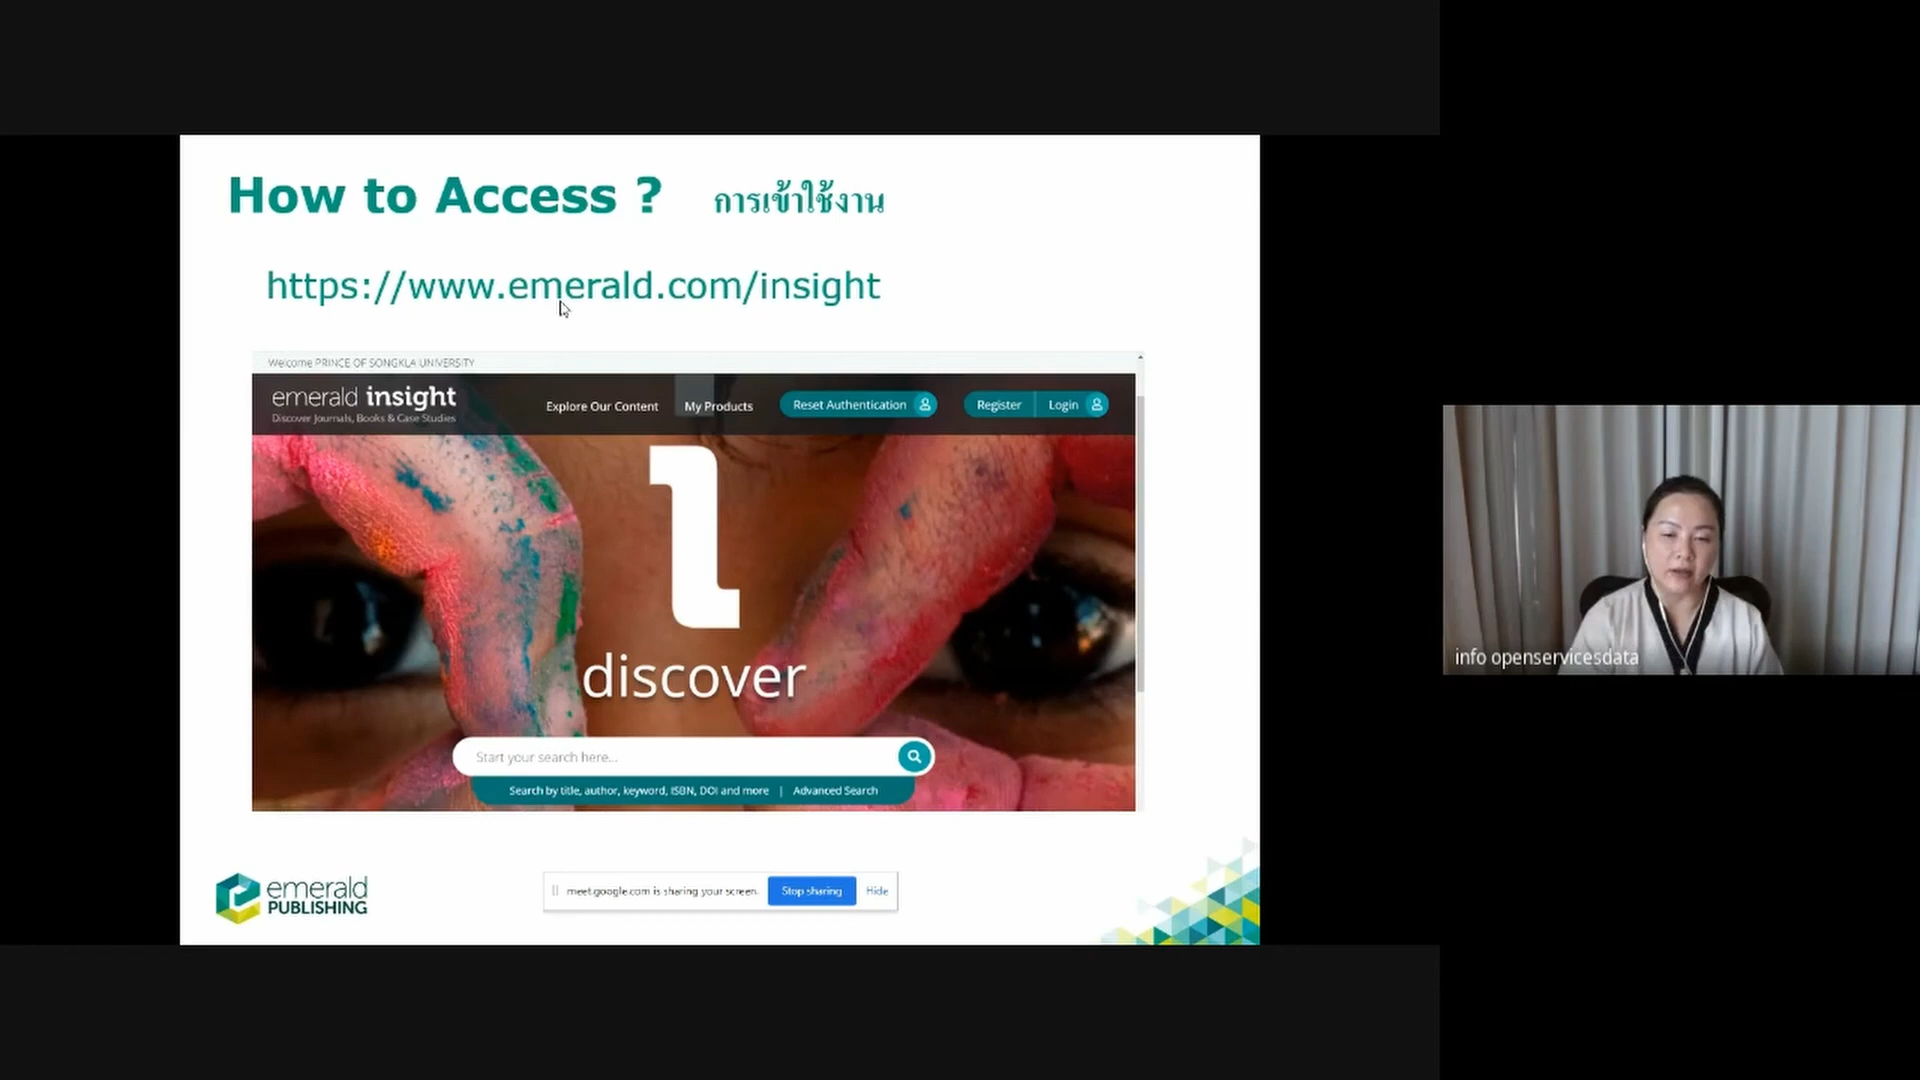 How to Access ? การเข้าใช้งาน
https://www.emerald.com/insight
Welcome PRINCE OF SONGKLA UNIVERSITY
emerald insight
Discover Journals, Books & Case Studies
Explore Our Content
My Products
Reset Authentication
Register
Login
discover
Start your search here...
Search by title, author, keyword, ISBN, DOI and more | Advanced Search
emerald
PUBLISHING
meet.google.com is sharing your screen.
Stop sharing
Hide
info openservicesdata